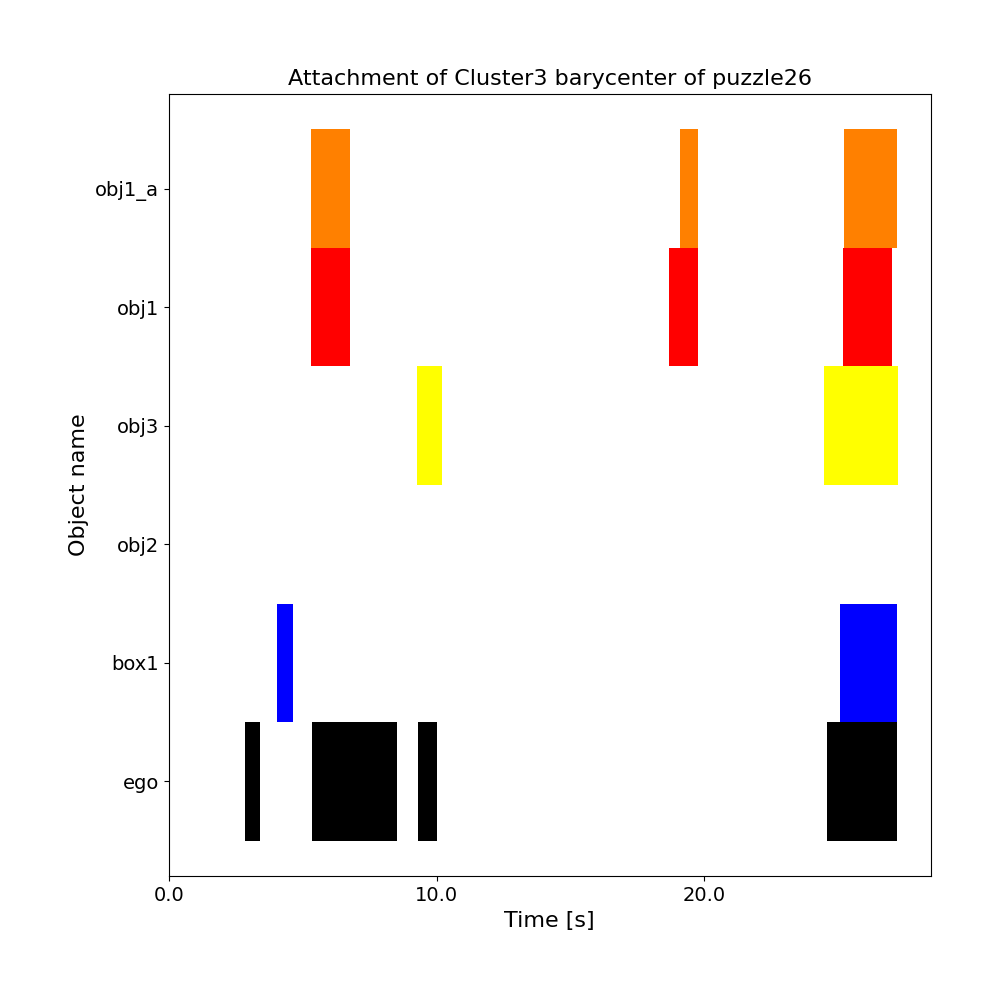 Attachment of Cluster3 barycenter of puzzle26
obj1_a
obj1
obj3
obj2
box1
ego
Object name
0.0 10.0 20.0
Time [s]